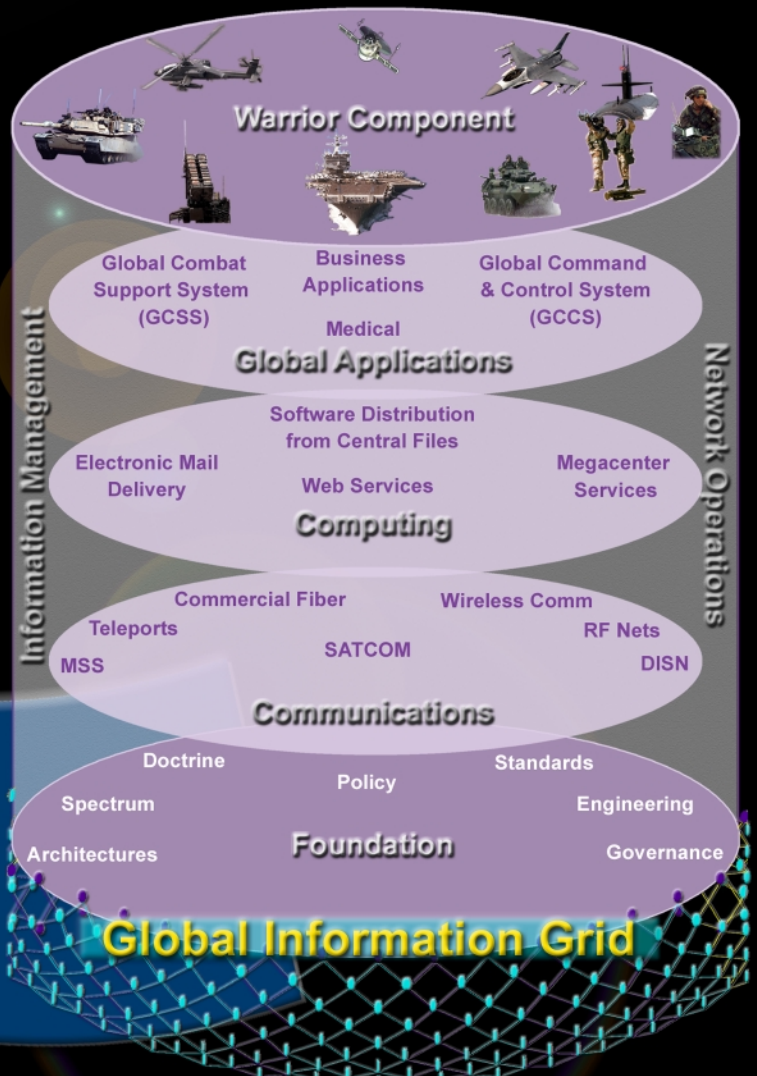 Warrior Component
Global Combat
Support System
(GCSS)
Business
Applications
Medical
Global Command
& Control System
(GCCS)
Global Applications
Software Distribution
from Central Files
Electronic Mail
Delivery
Web Services
Megacenter
Services
Computing
Information Management
Network Operations
Commercial Fiber
Wireless Comm
Teleports
RF Nets
MSS
SATCOM
DISN
Communications
Doctrine
Policy
Standards
Spectrum
Engineering
Architectures
Foundation
Governance
Global Information Grid